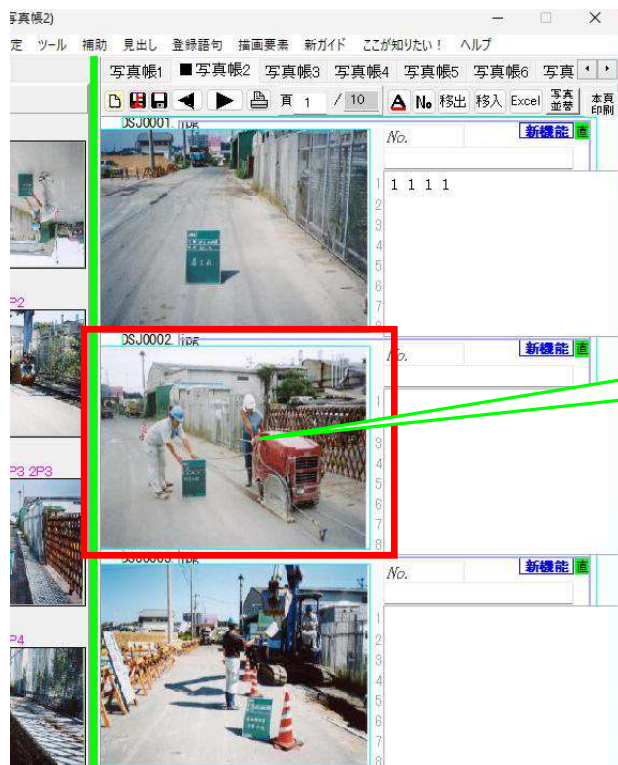 写真帳2)
定 ツール 補助 見出し 登録語句 描画要素 新ガイド ここが知りたい！ ヘルプ
写真帳1 ■写真帳2 写真帳3 写真帳4 写真帳5 写真帳6 写真
頁 1 / 10 A No 移出 移入 Excel 写真並替 本頁印刷
DSJ0001. jpg
No.
新機能 直
1 1 1 1 1
2
3
4
5
6
7
P2
DSJ0002. jpg
No.
新機能 直
1
3
4
5
6
7
8
P3 2P3
DSJ0003. jpg
No.
新機能 直
1
2
3
4
5
6
7
8
P4